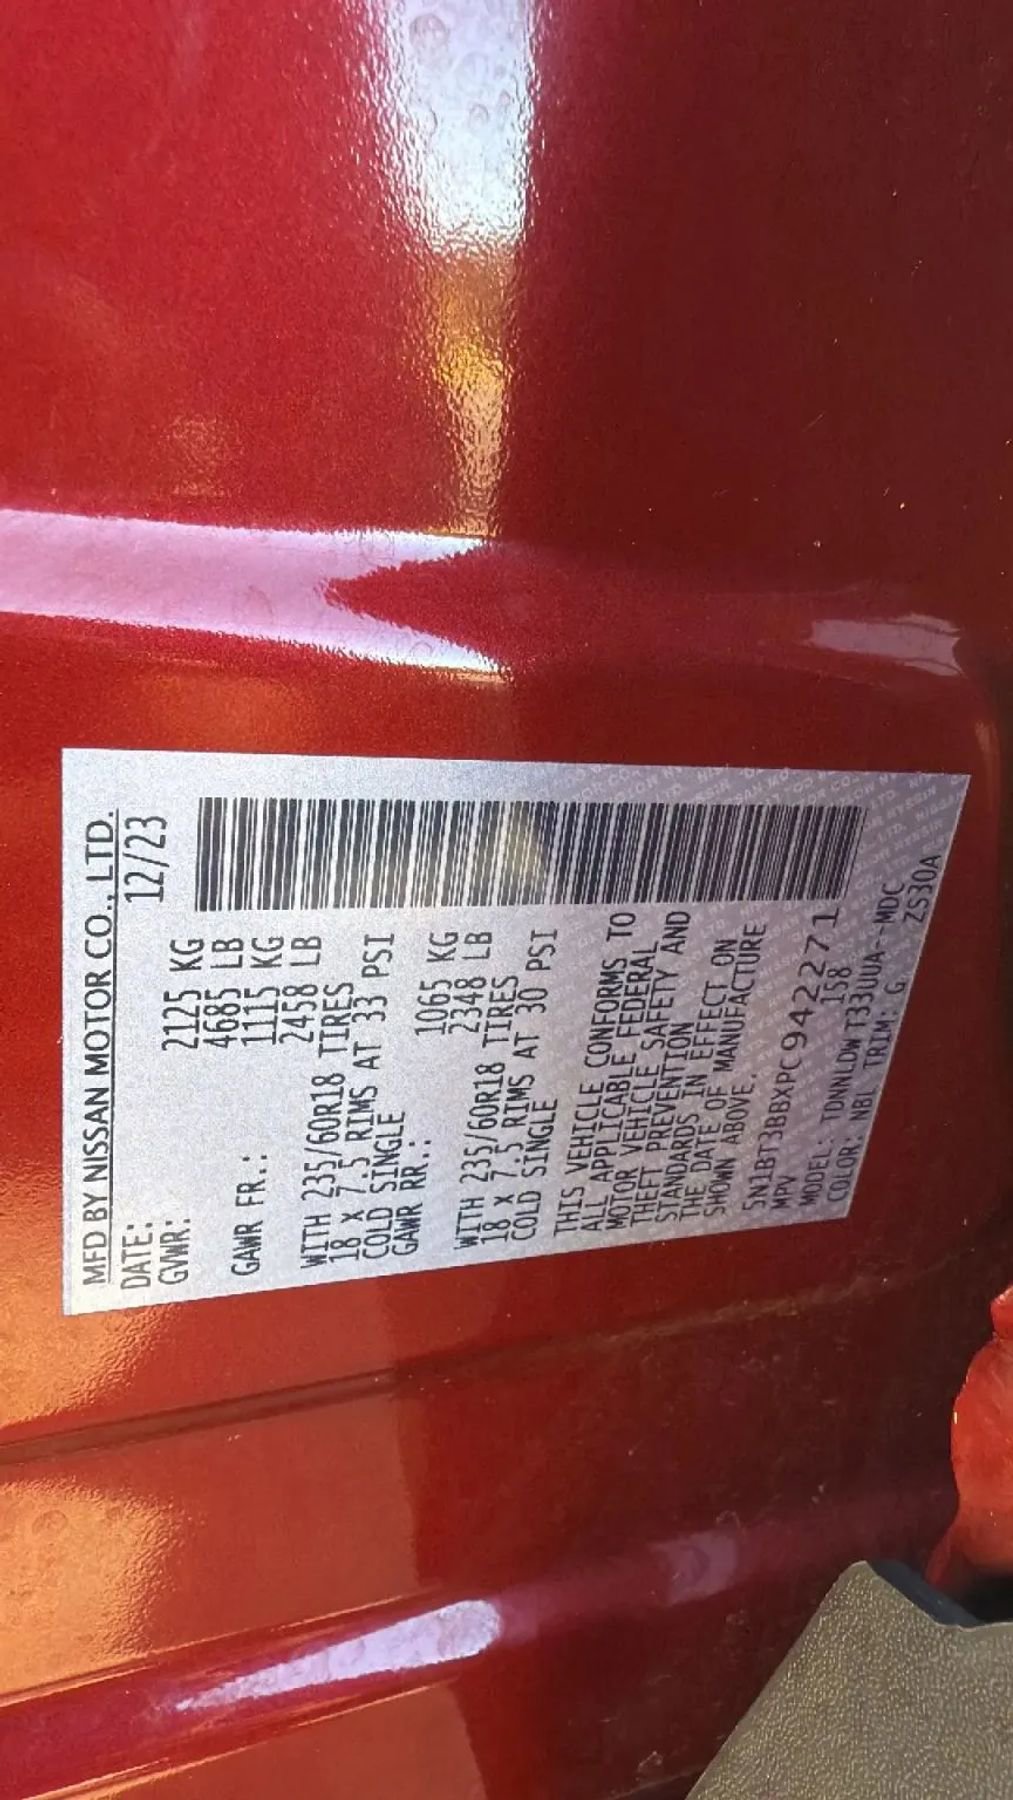 MFD BY NISSAN MOTOR CO., LTD.
DATE: 12/23
GVWR: 2125 KG
4685 LB
GAWR FR.: 1115 KG
2458 LB
WITH 235/60R18 TIRES
18 x 7.5 RIMS AT 33 PSI
COLD SINGLE
GAWR RR.: 1065 KG
2348 LB
WITH 235/60R18 TIRES
18 x 7.5 RIMS AT 30 PSI
COLD SINGLE
THIS VEHICLE CONFORMS TO
ALL APPLICABLE FEDERAL
MOTOR VEHICLE SAFETY AND
THEFT PREVENTION
STANDARDS IN EFFECT ON
THE DATE OF MANUFACTURE
SHOWN ABOVE.
5N1BT3BBXPC942271
MPV 158
MODEL: TDNNLDWT33UUA--MDC
COLOR: NBL TRIM: G ZS30A